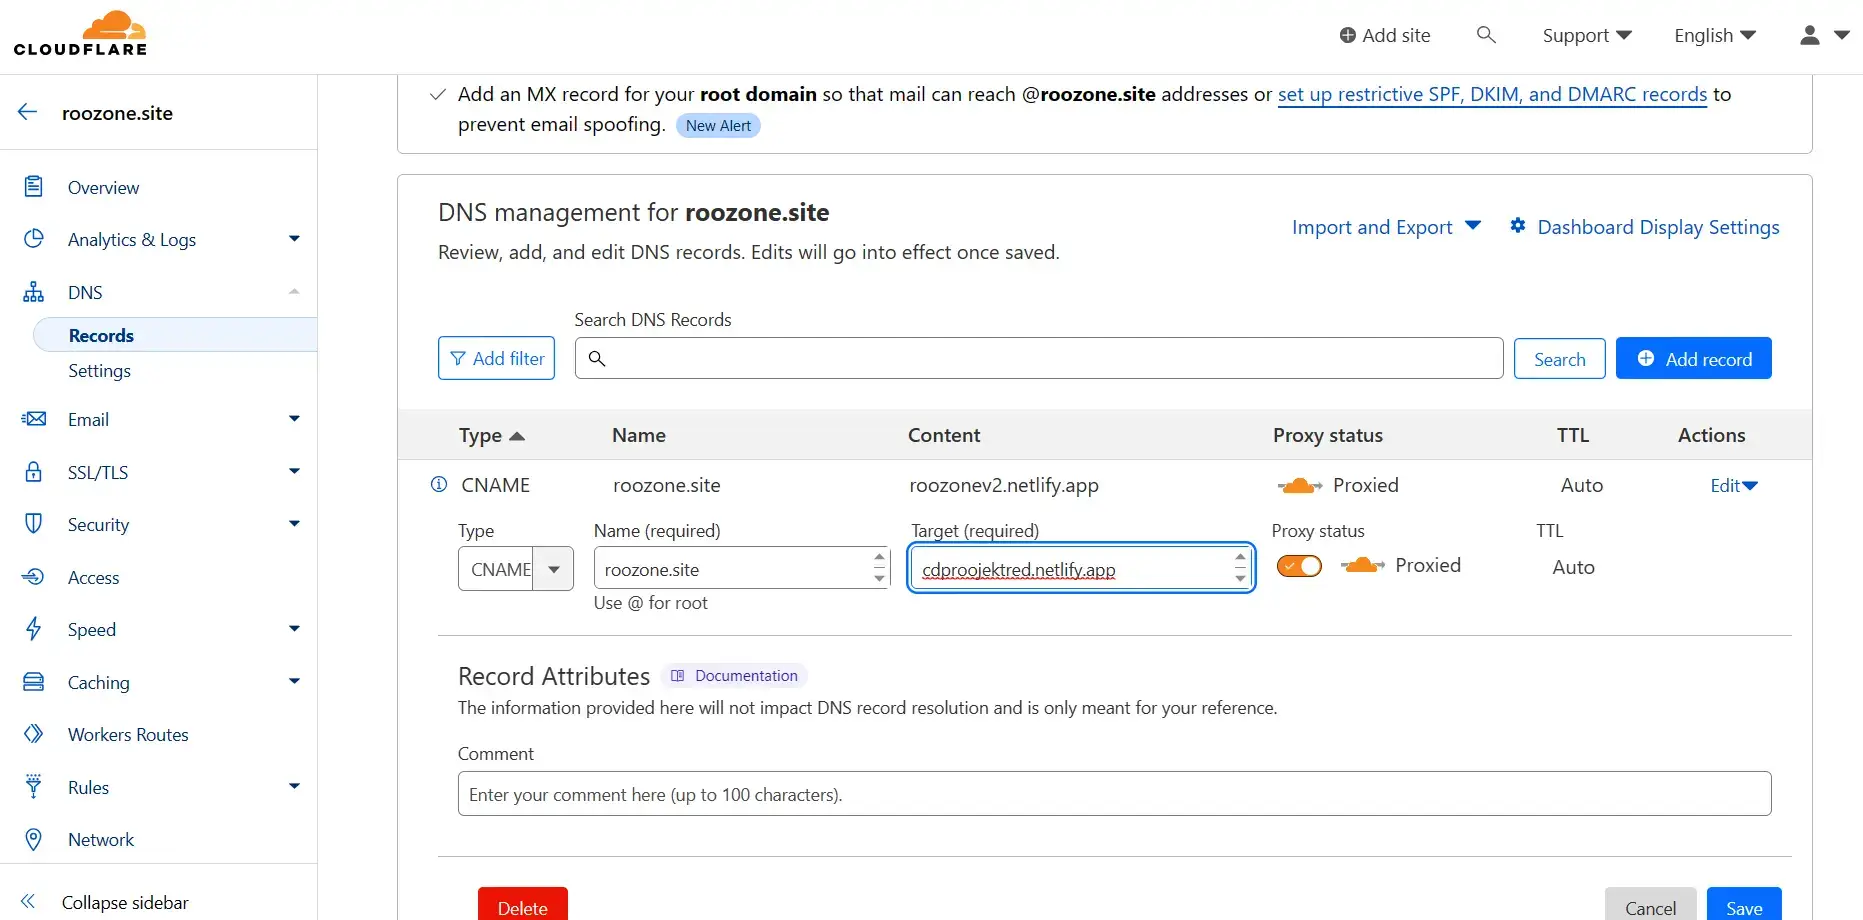 CLOUDFLARE
Add site
Support
English
roozone.site
Overview
Analytics & Logs
DNS
Records
Settings
Email
SSL/TLS
Security
Access
Speed
Caching
Workers Routes
Rules
Network
Collapse sidebar
Add an MX record for your root domain so that mail can reach @roozone.site addresses or set up restrictive SPF, DKIM, and DMARC records to
prevent email spoofing. New Alert
DNS management for roozone.site
Review, add, and edit DNS records. Edits will go into effect once saved.
Import and Export
Dashboard Display Settings
Search DNS Records
Add filter
Search
Add record
Type Name Content Proxy status TTL Actions
CNAME roozone.site roozonev2.netlify.app Proxied Auto Edit
Type Name (required) Target (required) Proxy status TTL
CNAME roozone.site cdproojektred.netlify.app Proxied Auto
Use @ for root
Record Attributes Documentation
The information provided here will not impact DNS record resolution and is only meant for your reference.
Comment
Enter your comment here (up to 100 characters).
Delete Cancel Save